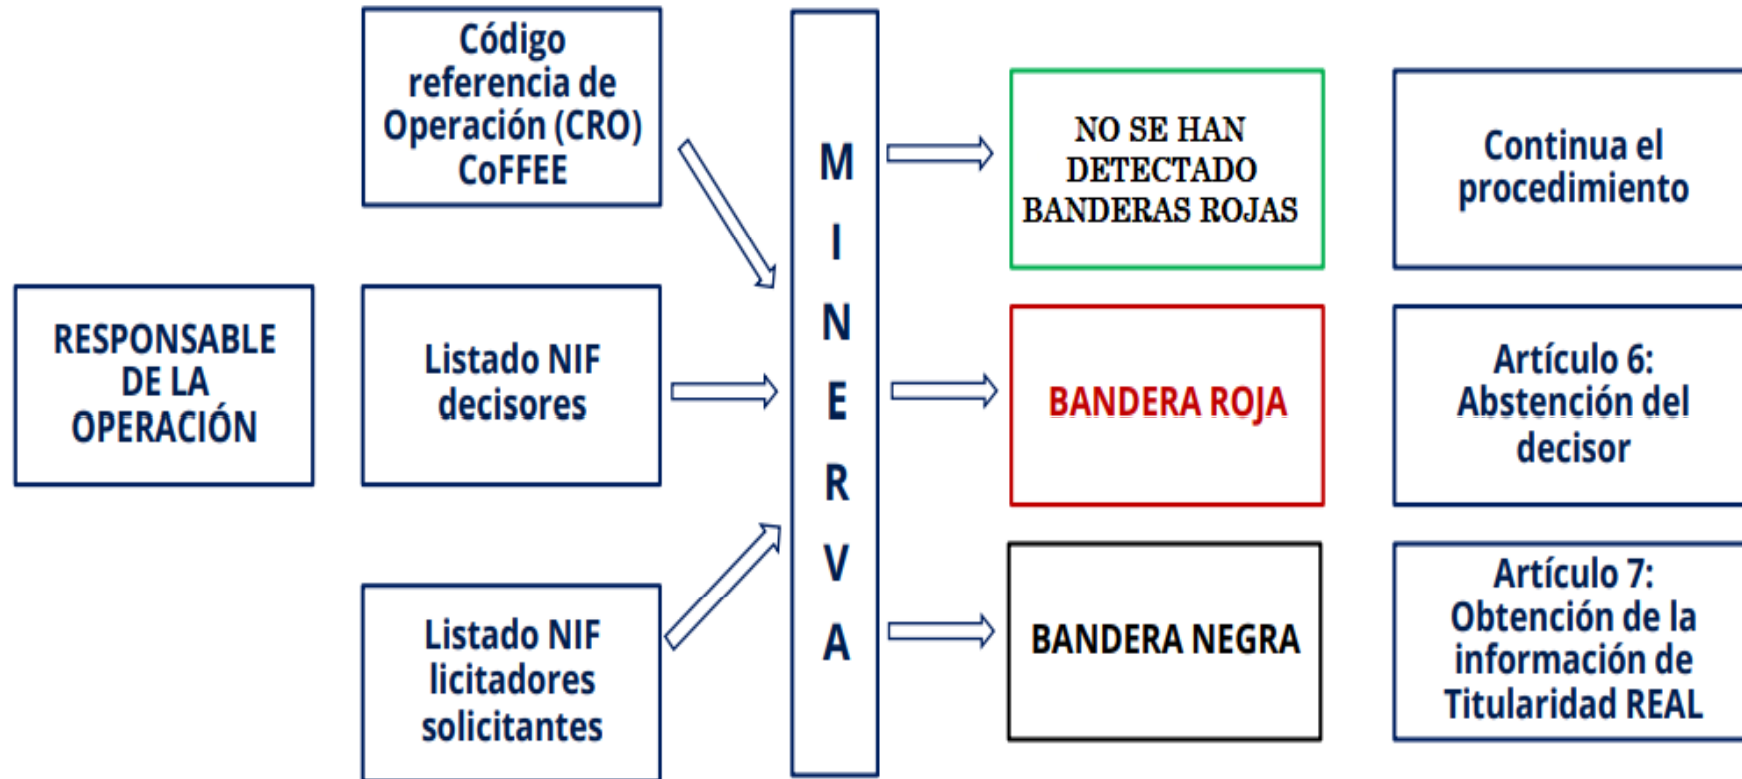 RESPONSABLE
DE LA
OPERACIÓN
Código
referencia de
Operación (CRO)
CoFFEE
Listado NIF
decisores
Listado NIF
licitadores
solicitantes
M
I
N
E
R
V
A
NO SE HAN
DETECTADO
BANDERAS ROJAS
Continua el
procedimiento
BANDERA ROJA
Artículo 6:
Abstención del
decisor
BANDERA NEGRA
Artículo 7:
Obtención de la
información de
Titularidad REAL